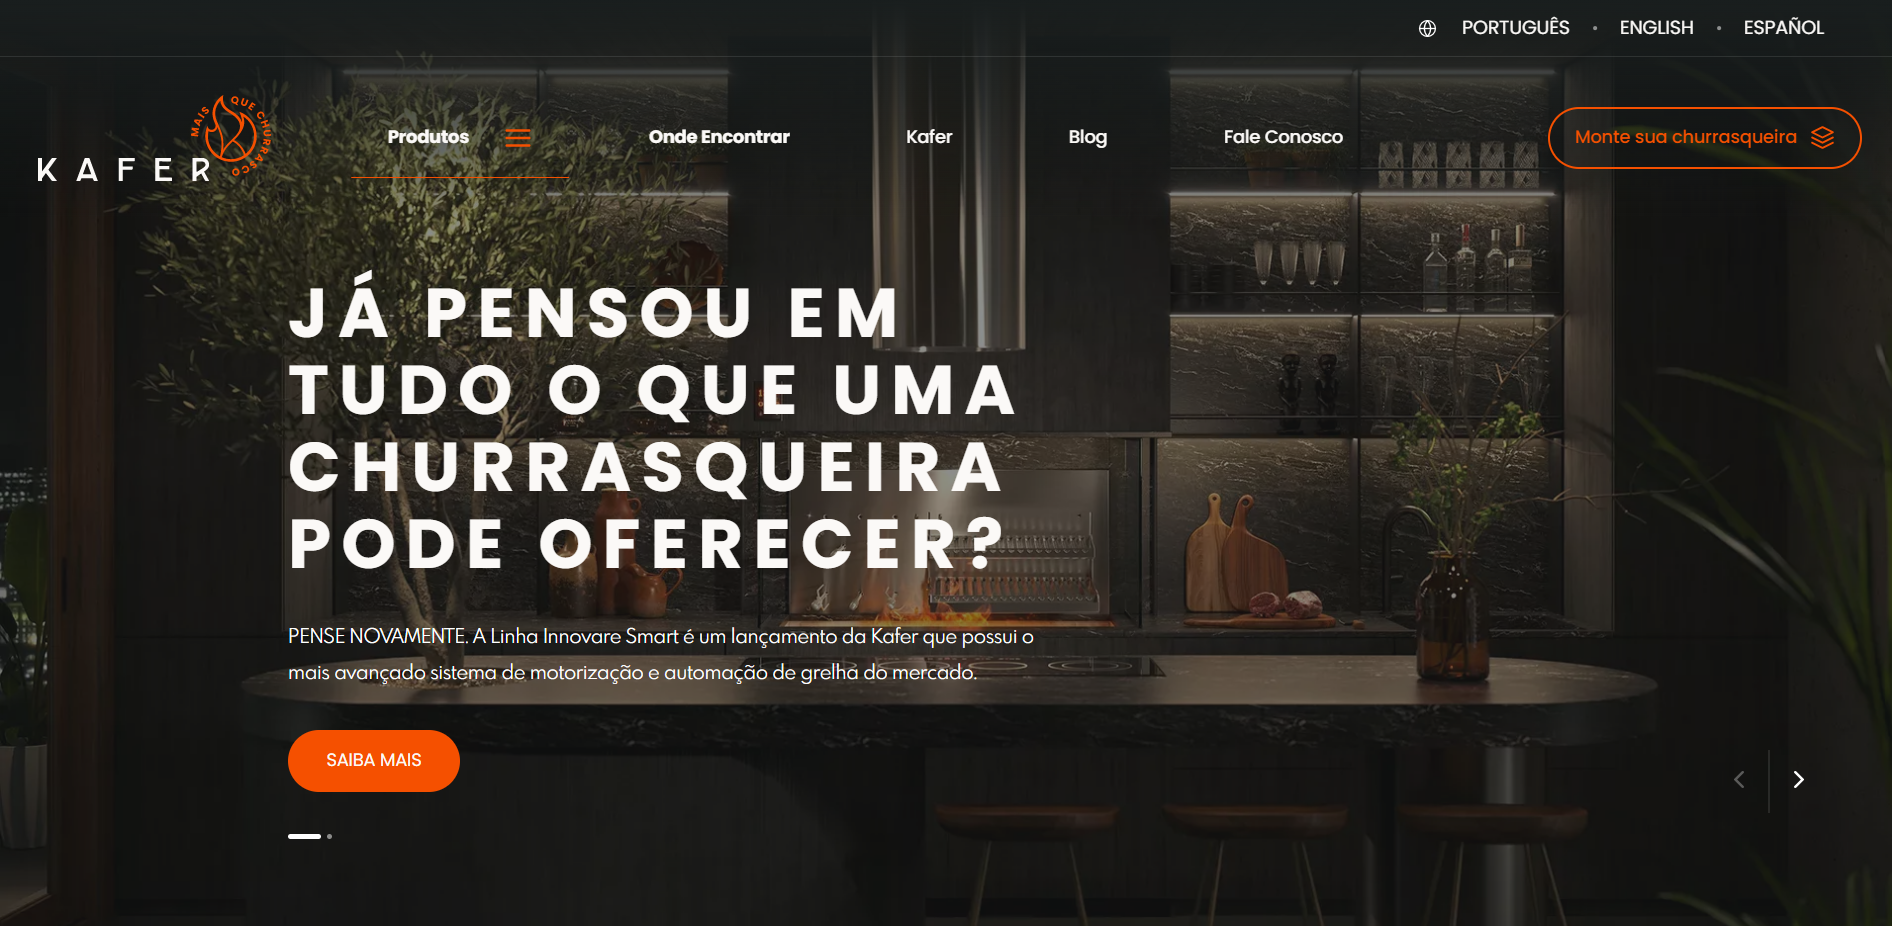 PORTUGUÊS • ENGLISH • ESPAÑOL
MAIS QUE CHURRASCO
KAFER
Produtos
Onde Encontrar
Kafer
Blog
Fale Conosco
Monte sua churrasqueira
JÁ PENSOU EM
TUDO O QUE UMA
CHURRASQUEIRA
PODE OFERECER?
PENSE NOVAMENTE. A Linha Innovare Smart é um lançamento da Kafer que possui o
mais avançado sistema de motorização e automação de grelha do mercado.
SAIBA MAIS